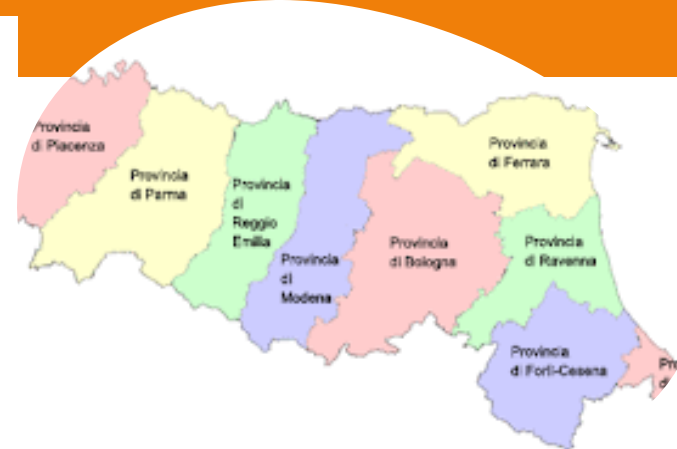 Provincia
di Piacenza
Provincia
di Parma
Provincia
di
Reggio
Emilia
Provincia
di
Modena
Provincia
di Bologna
Provincia
di Ferrara
Provincia
di Ravenna
Provincia
di Forlì-Cesena